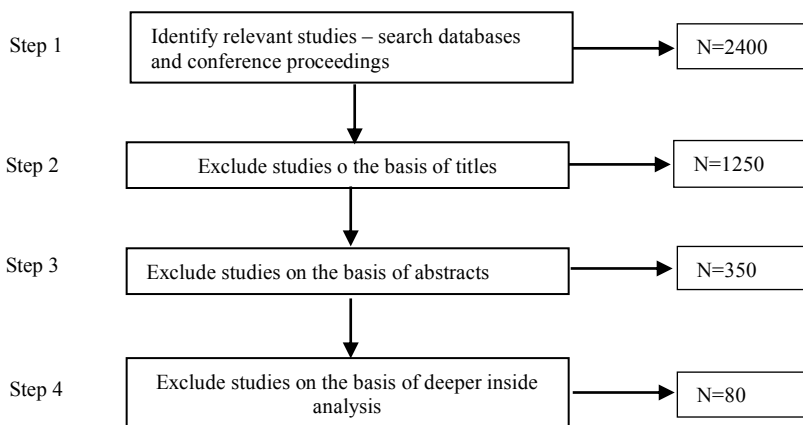 Step 1
Identify relevant studies – search databases
and conference proceedings
N=2400
Step 2
Exclude studies o the basis of titles
N=1250
Step 3
Exclude studies on the basis of abstracts
N=350
Step 4
Exclude studies on the basis of deeper inside
analysis
N=80